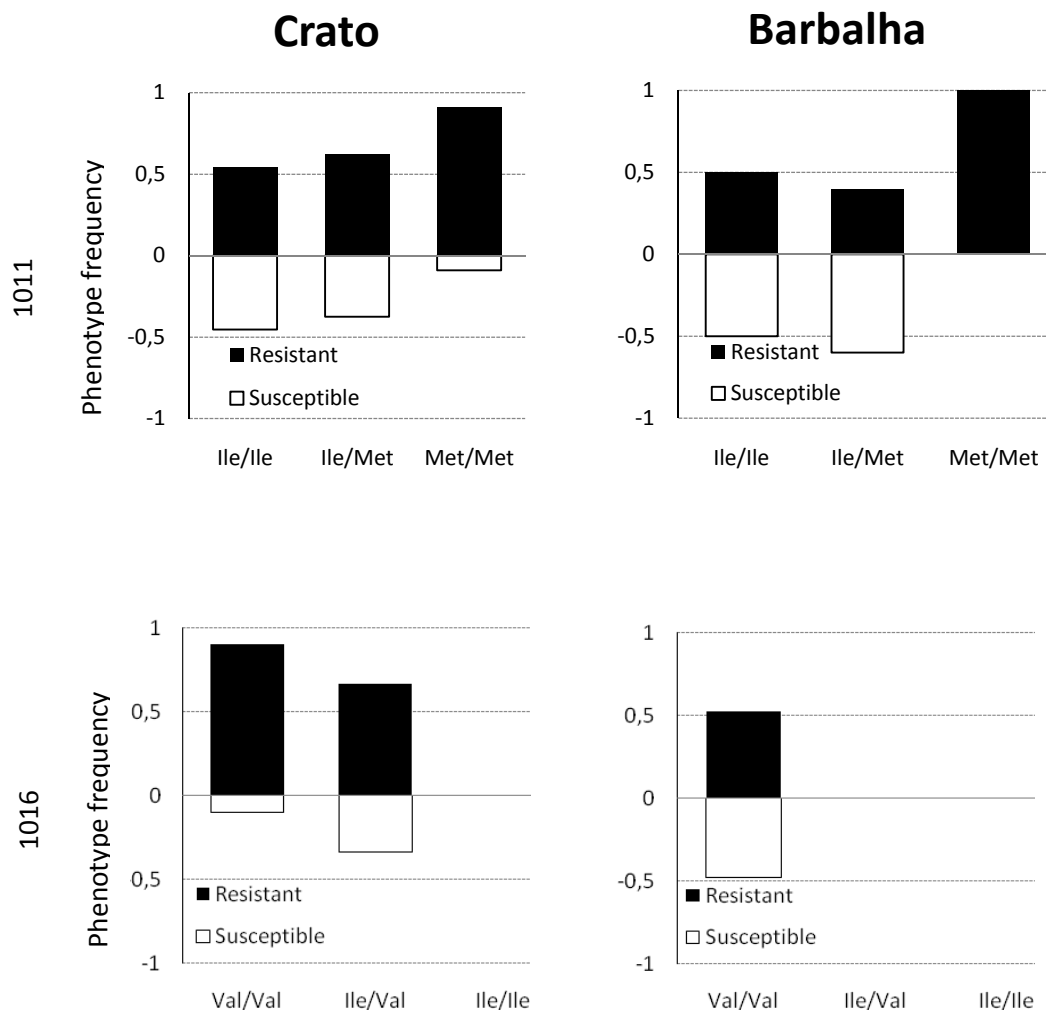 Crato
Barbalha
1011
Phenotype frequency
1
0,5
0
-0,5
-1
Resistant
Susceptible
Ile/Ile Ile/Met Met/Met
1
0,5
0
-0,5
-1
Resistant
Susceptible
Ile/Ile Ile/Met Met/Met
1016
Phenotype frequency
1
0,5
0
-0,5
-1
Resistant
Susceptible
Val/Val Ile/Val Ile/Ile
1
0,5
0
-0,5
-1
Resistant
Susceptible
Val/Val Ile/Val Ile/Ile